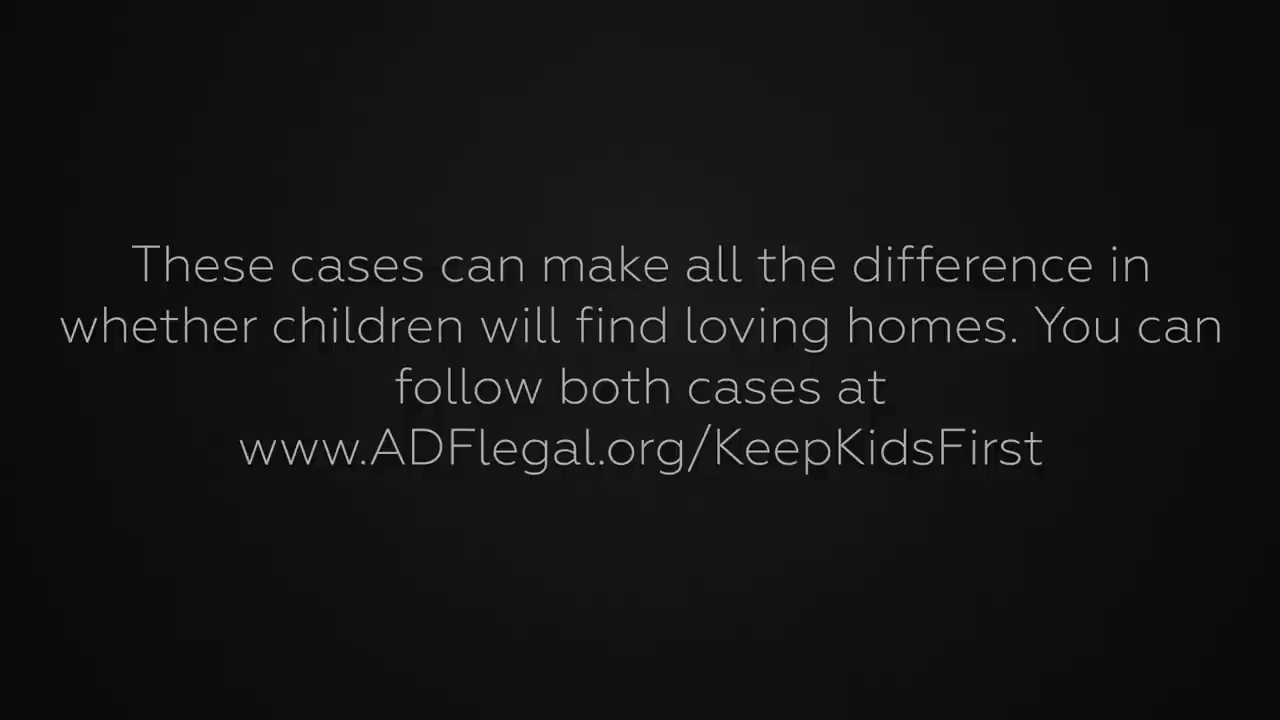 These cases can make all the difference in
whether children will find loving homes. You can
follow both cases at
www.ADFlegal.org/KeepKidsFirst